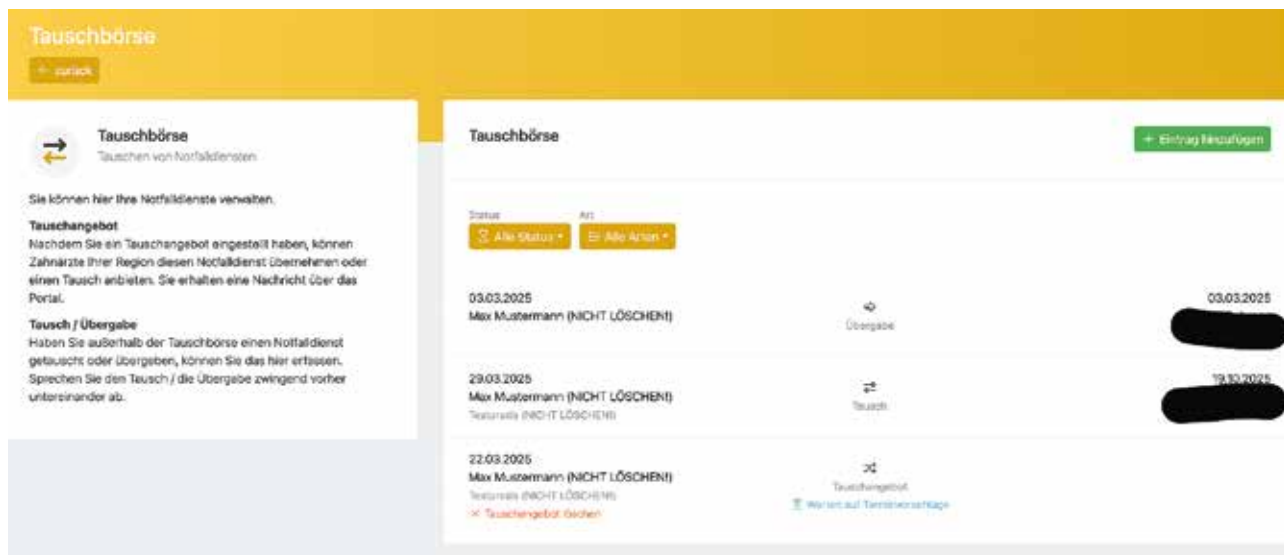 Tauschbörse
← zurück
Tauschbörse
Tauschen von Notfalldiensten
Sie können hier Ihre Notfalldienste verwalten.
Tauschangebot
Nachdem Sie ein Tauschangebot eingestellt haben, können
Zahnärzte Ihrer Region diesen Notfalldienst übernehmen oder
einen Tausch anbieten. Sie erhalten eine Nachricht über das
Portal.
Tausch / Übergabe
Haben Sie außerhalb der Tauschbörse einen Notfalldienst
getauscht oder übergeben, können Sie das hier erfassen.
Sprechen Sie den Tausch / die Übergabe zwingend vorher
untereinander ab.
Tauschbörse
+ Eintrag hinzufügen
Status
Art
Alle Status
Alle Arten
03.03.2025
Max Mustermann (NICHT LÖSCHEN!)
Übergabe
03.03.2025
29.03.2025
Max Mustermann (NICHT LÖSCHEN!)
(NICHT LÖSCHEN!)
Tausch
19.10.2025
22.03.2025
Max Mustermann (NICHT LÖSCHEN!)
(NICHT LÖSCHEN!)
× Tauschangebot löschen
Tauschangebot
Warten auf Terminvorschläge